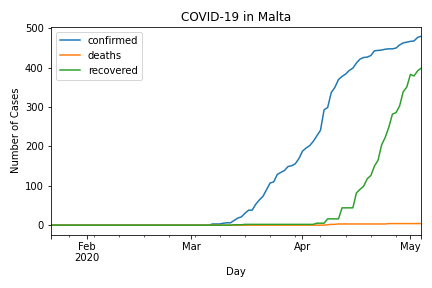 COVID-19 in Malta
confirmed
deaths
recovered
Number of Cases
500
400
300
200
100
0
Feb
2020
Mar
Apr
May
Day